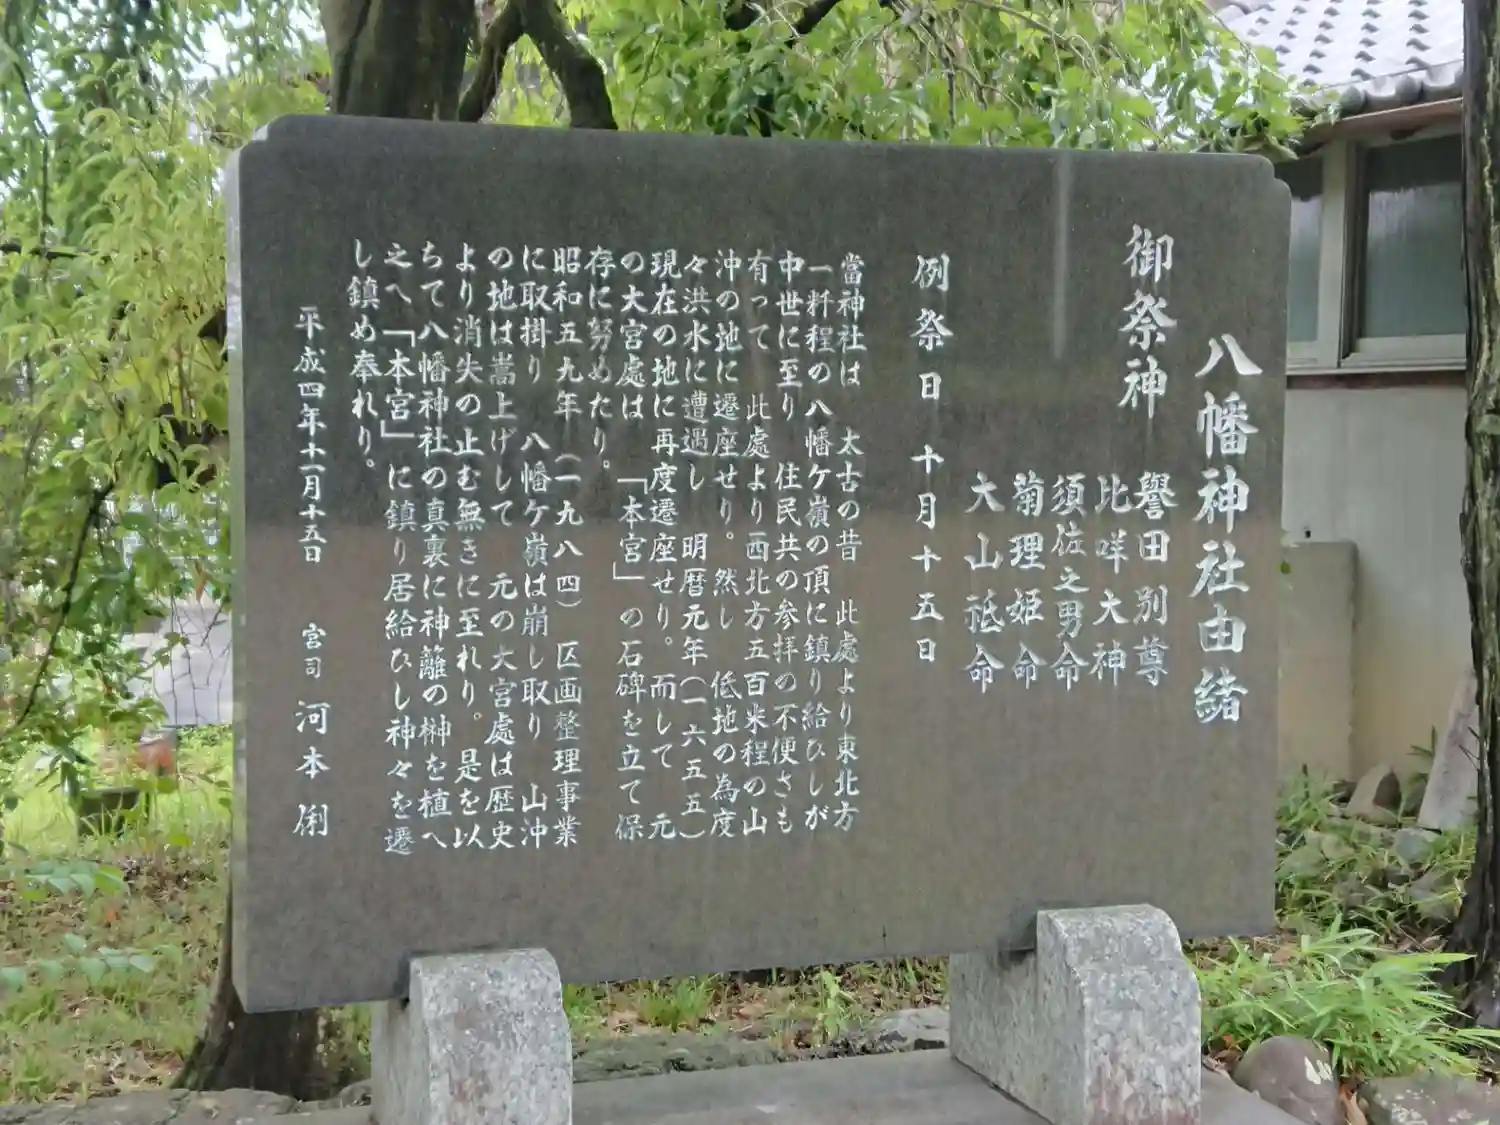 八幡神社由緒
御祭神
譽田別尊
比咩大神
須佐之男命
菊理姫命
大山祗命
例祭日 十月十五日
當神社は 太古の昔 此處より東北方
一粁程の八幡ケ嶺の頂に鎮り給ひしが
中世に至り 住民共の参拝の不便さも
有って 此處より西北方五百米程の山
沖の地に遷座せり。然し 低地の為度
々洪水に遭遇し 明暦元年(一六五五)
現在の地に再度遷座せり。而して 元
の大宮處は 「本宮」の石碑を立て保
存に努めたり。
昭和五九年 (一九八四) 区画整理事業
に取掛り 八幡ケ嶺は崩し取り 山沖
の地は嵩上げして 元の大宮處は歴史
より消失の止む無きに至れり。是を以
ちて八幡神社の真裏に神離の榊を植へ
之へ「本宮」に鎮り居給ひし神々を遷
し鎮め奉れり。
平成四年十一月十五日 宮司 河本